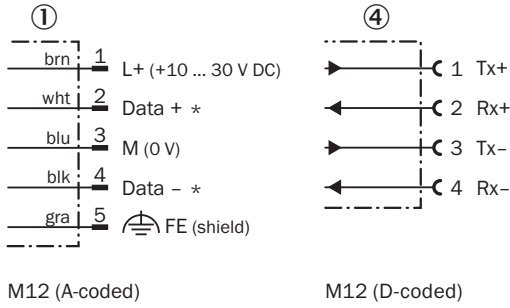 ① ④
brn 1 L+ (+10 ... 30 V DC) 1 Tx+
wht 2 Data + * 2 Rx+
blu 3 M (0 V) 3 Tx–
blk 4 Data – * 4 Rx–
gra 5 FE (shield)
M12 (A-coded) M12 (D-coded)